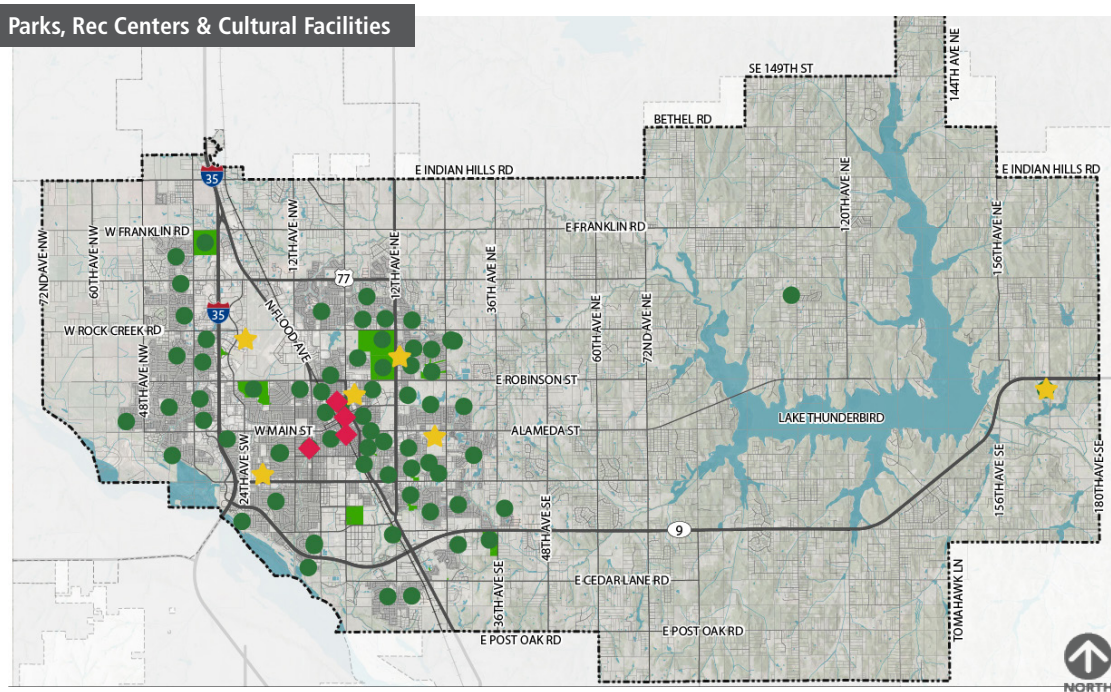 Parks, Rec Centers & Cultural Facilities
SE 149TH ST
144TH AVE NE
BETHEL RD
E INDIAN HILLS RD
E INDIAN HILLS RD
35
72ND AVE NW
60TH AVE NW
W FRANKLIN RD
12TH AVE NW
12TH AVE NE
E FRANKLIN RD
120TH AVE NE
156TH AVE NE
36TH AVE NE
77
35
N FLOOD AVE
W ROCK CREEK RD
60TH AVE NE
72ND AVE NE
48TH AVE NW
E ROBINSON ST
W MAIN ST
ALAMEDA ST
LAKE THUNDERBIRD
24TH AVE SW
48TH AVE SE
156TH AVE SE
180TH AVE SE
9
36TH AVE SE
E CEDAR LANE RD
TOMAHAWK LN
E POST OAK RD
E POST OAK RD
NORTH